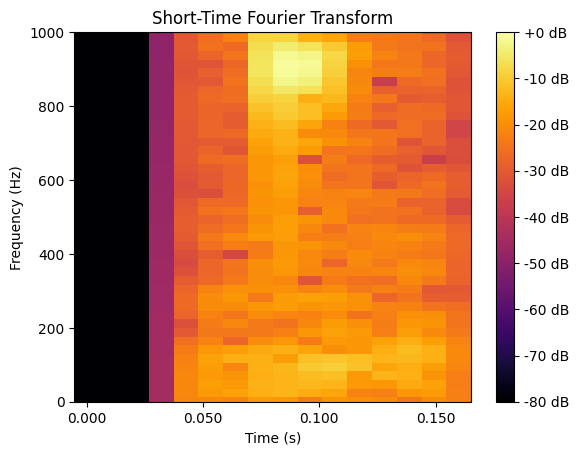 Short-Time Fourier Transform
1000
800
600
400
200
0
Frequency (Hz)
0.000
0.050
0.100
0.150
Time (s)
+0 dB
-10 dB
-20 dB
-30 dB
-40 dB
-50 dB
-60 dB
-70 dB
-80 dB